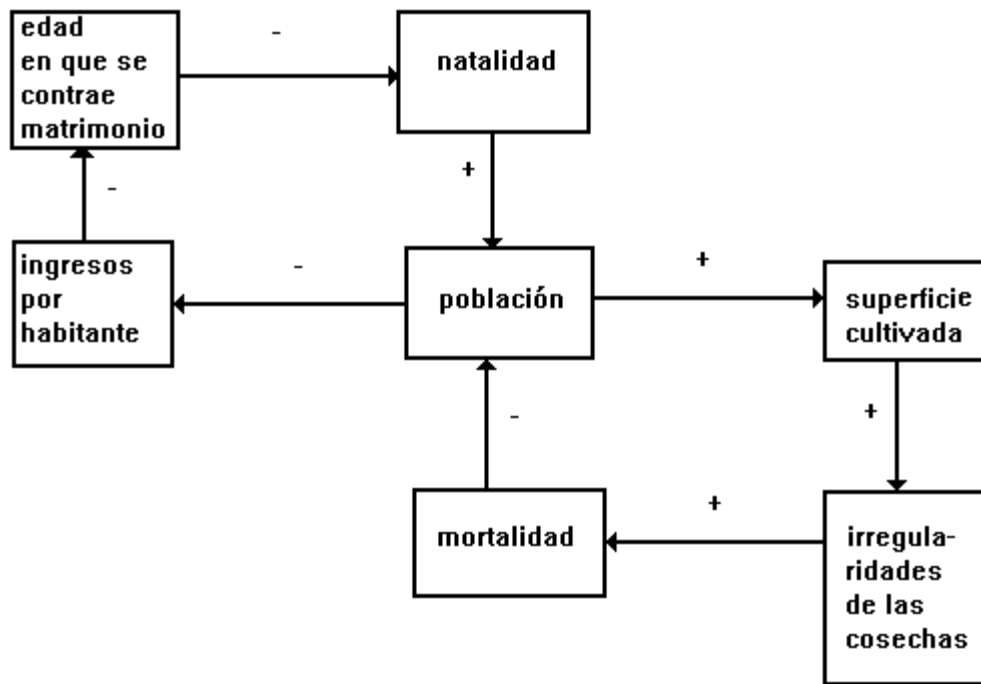 edad
en que se
contrae
matrimonio
-
natalidad
+
-
ingresos
por
habitante
-
población
+
superficie
cultivada
+
-
mortalidad
+
irregula-
ridades
de las
cosechas